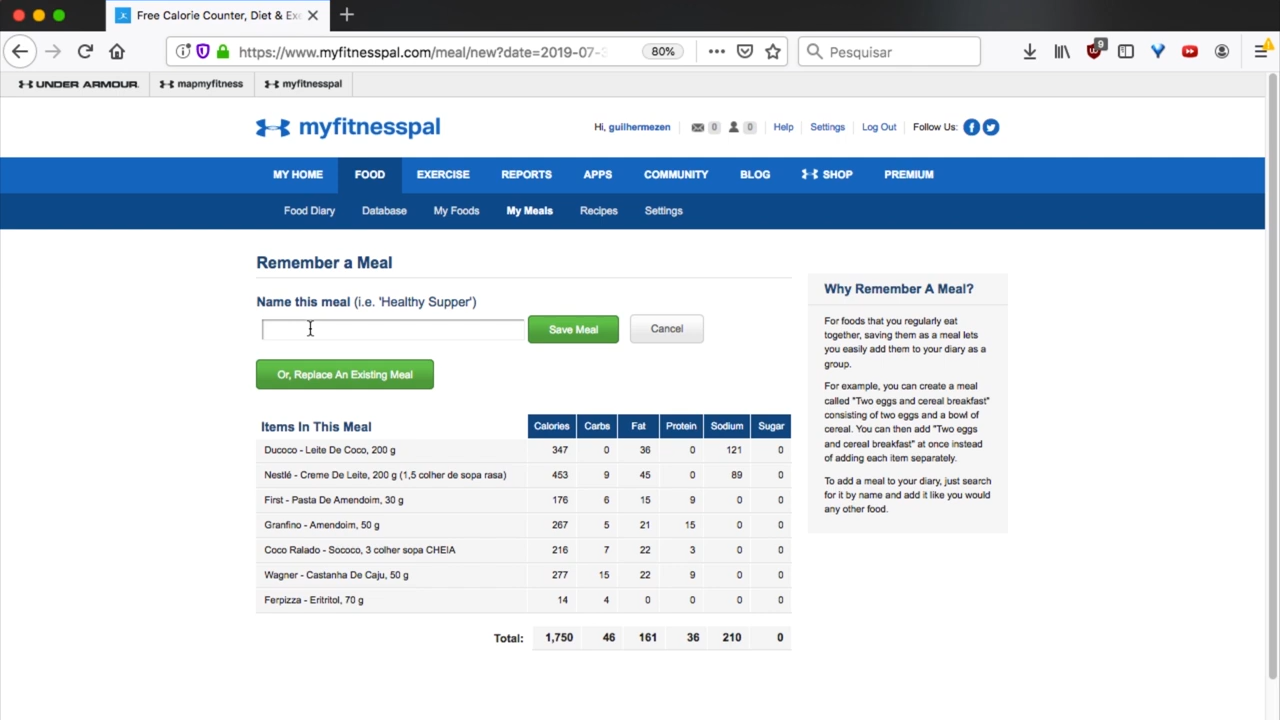 Free Calorie Counter, Diet & Ex
https://www.myfitnesspal.com/meal/new?date=2019-07-3
80%
Pesquisar
9
UNDER ARMOUR.
mapmyfitness
myfitnesspal
myfitnesspal
Hi, guilhermezen 0 0 Help Settings Log Out Follow Us:
MY HOME FOOD EXERCISE REPORTS APPS COMMUNITY BLOG SHOP PREMIUM
Food Diary Database My Foods My Meals Recipes Settings
Remember a Meal
Name this meal (i.e. 'Healthy Supper')
Save Meal Cancel
Or, Replace An Existing Meal
Items In This Meal Calories Carbs Fat Protein Sodium Sugar
Ducoco - Leite De Coco, 200 g 347 0 36 0 121 0
Nestlé - Creme De Leite, 200 g (1,5 colher de sopa rasa) 453 9 45 0 89 0
First - Pasta De Amendoim, 30 g 176 6 15 9 0 0
Granfino - Amendoim, 50 g 267 5 21 15 0 0
Coco Ralado - Sococo, 3 colher sopa CHEIA 216 7 22 3 0 0
Wagner - Castanha De Caju, 50 g 277 15 22 9 0 0
Ferpizza - Eritritol, 70 g 14 4 0 0 0 0
Total: 1,750 46 161 36 210 0
Why Remember A Meal?
For foods that you regularly eat
together, saving them as a meal lets
you easily add them to your diary as a
group.
For example, you can create a meal
called "Two eggs and cereal breakfast"
consisting of two eggs and a bowl of
cereal. You can then add "Two eggs
and cereal breakfast" at once instead
of adding each item separately.
To add a meal to your diary, just search
for it by name and add it like you would
any other food.